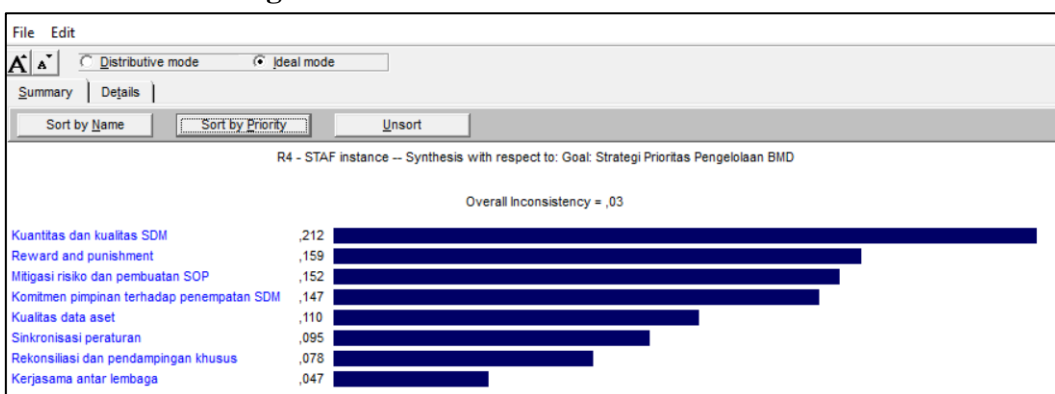 File Edit
A A Distributive mode Ideal mode
Summary Details
Sort by Name Sort by Priority Unsort
R4 - STAF instance -- Synthesis with respect to: Goal: Strategi Prioritas Pengelolaan BMD
Overall Inconsistency = ,03
Kuantitas dan kualitas SDM ,212
Reward and punishment ,159
Mitigasi risiko dan pembuatan SOP ,152
Komitmen pimpinan terhadap penempatan SDM ,147
Kualitas data aset ,110
Sinkronisasi peraturan ,095
Rekonsiliasi dan pendampingan khusus ,078
Kerjasama antar lembaga ,047